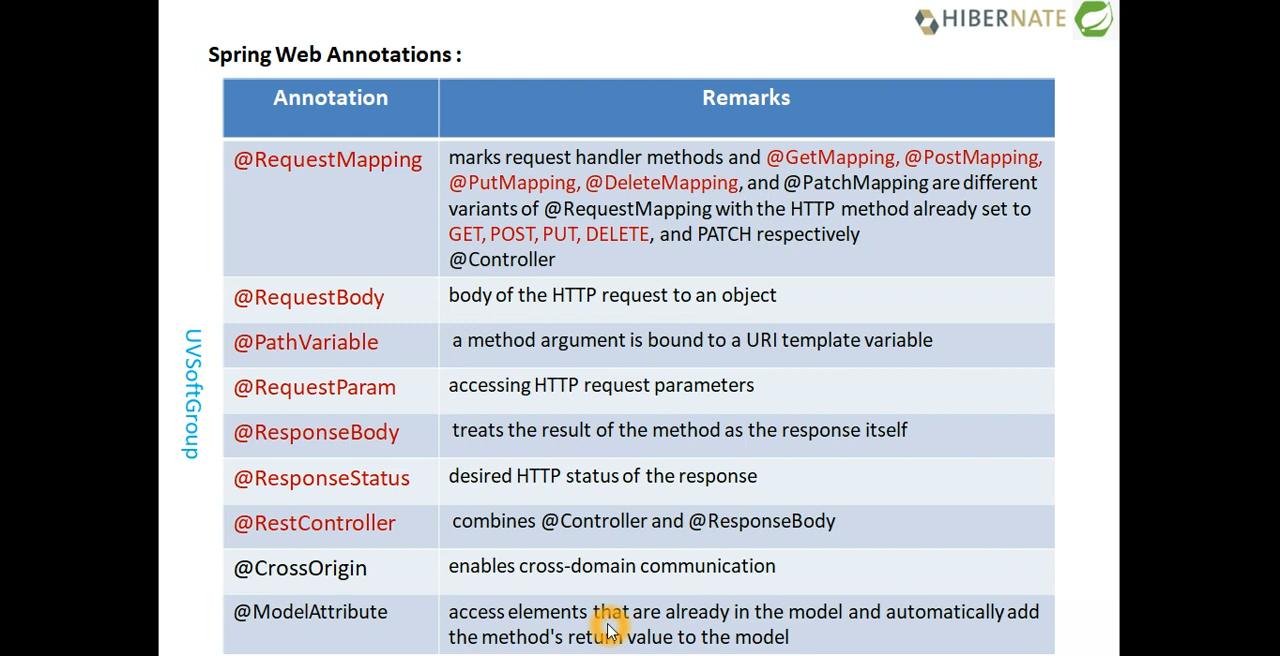 HIBERNATE
Spring Web Annotations :
Annotation
Remarks
@RequestMapping
marks request handler methods and @GetMapping, @PostMapping,
@PutMapping, @DeleteMapping, and @PatchMapping are different
variants of @RequestMapping with the HTTP method already set to
GET, POST, PUT, DELETE, and PATCH respectively
@Controller
@RequestBody
body of the HTTP request to an object
@PathVariable
a method argument is bound to a URI template variable
@RequestParam
accessing HTTP request parameters
@ResponseBody
treats the result of the method as the response itself
@ResponseStatus
desired HTTP status of the response
@RestController
combines @Controller and @ResponseBody
@CrossOrigin
enables cross-domain communication
@ModelAttribute
access elements that are already in the model and automatically add
the method's return value to the model
UVSoftGroup